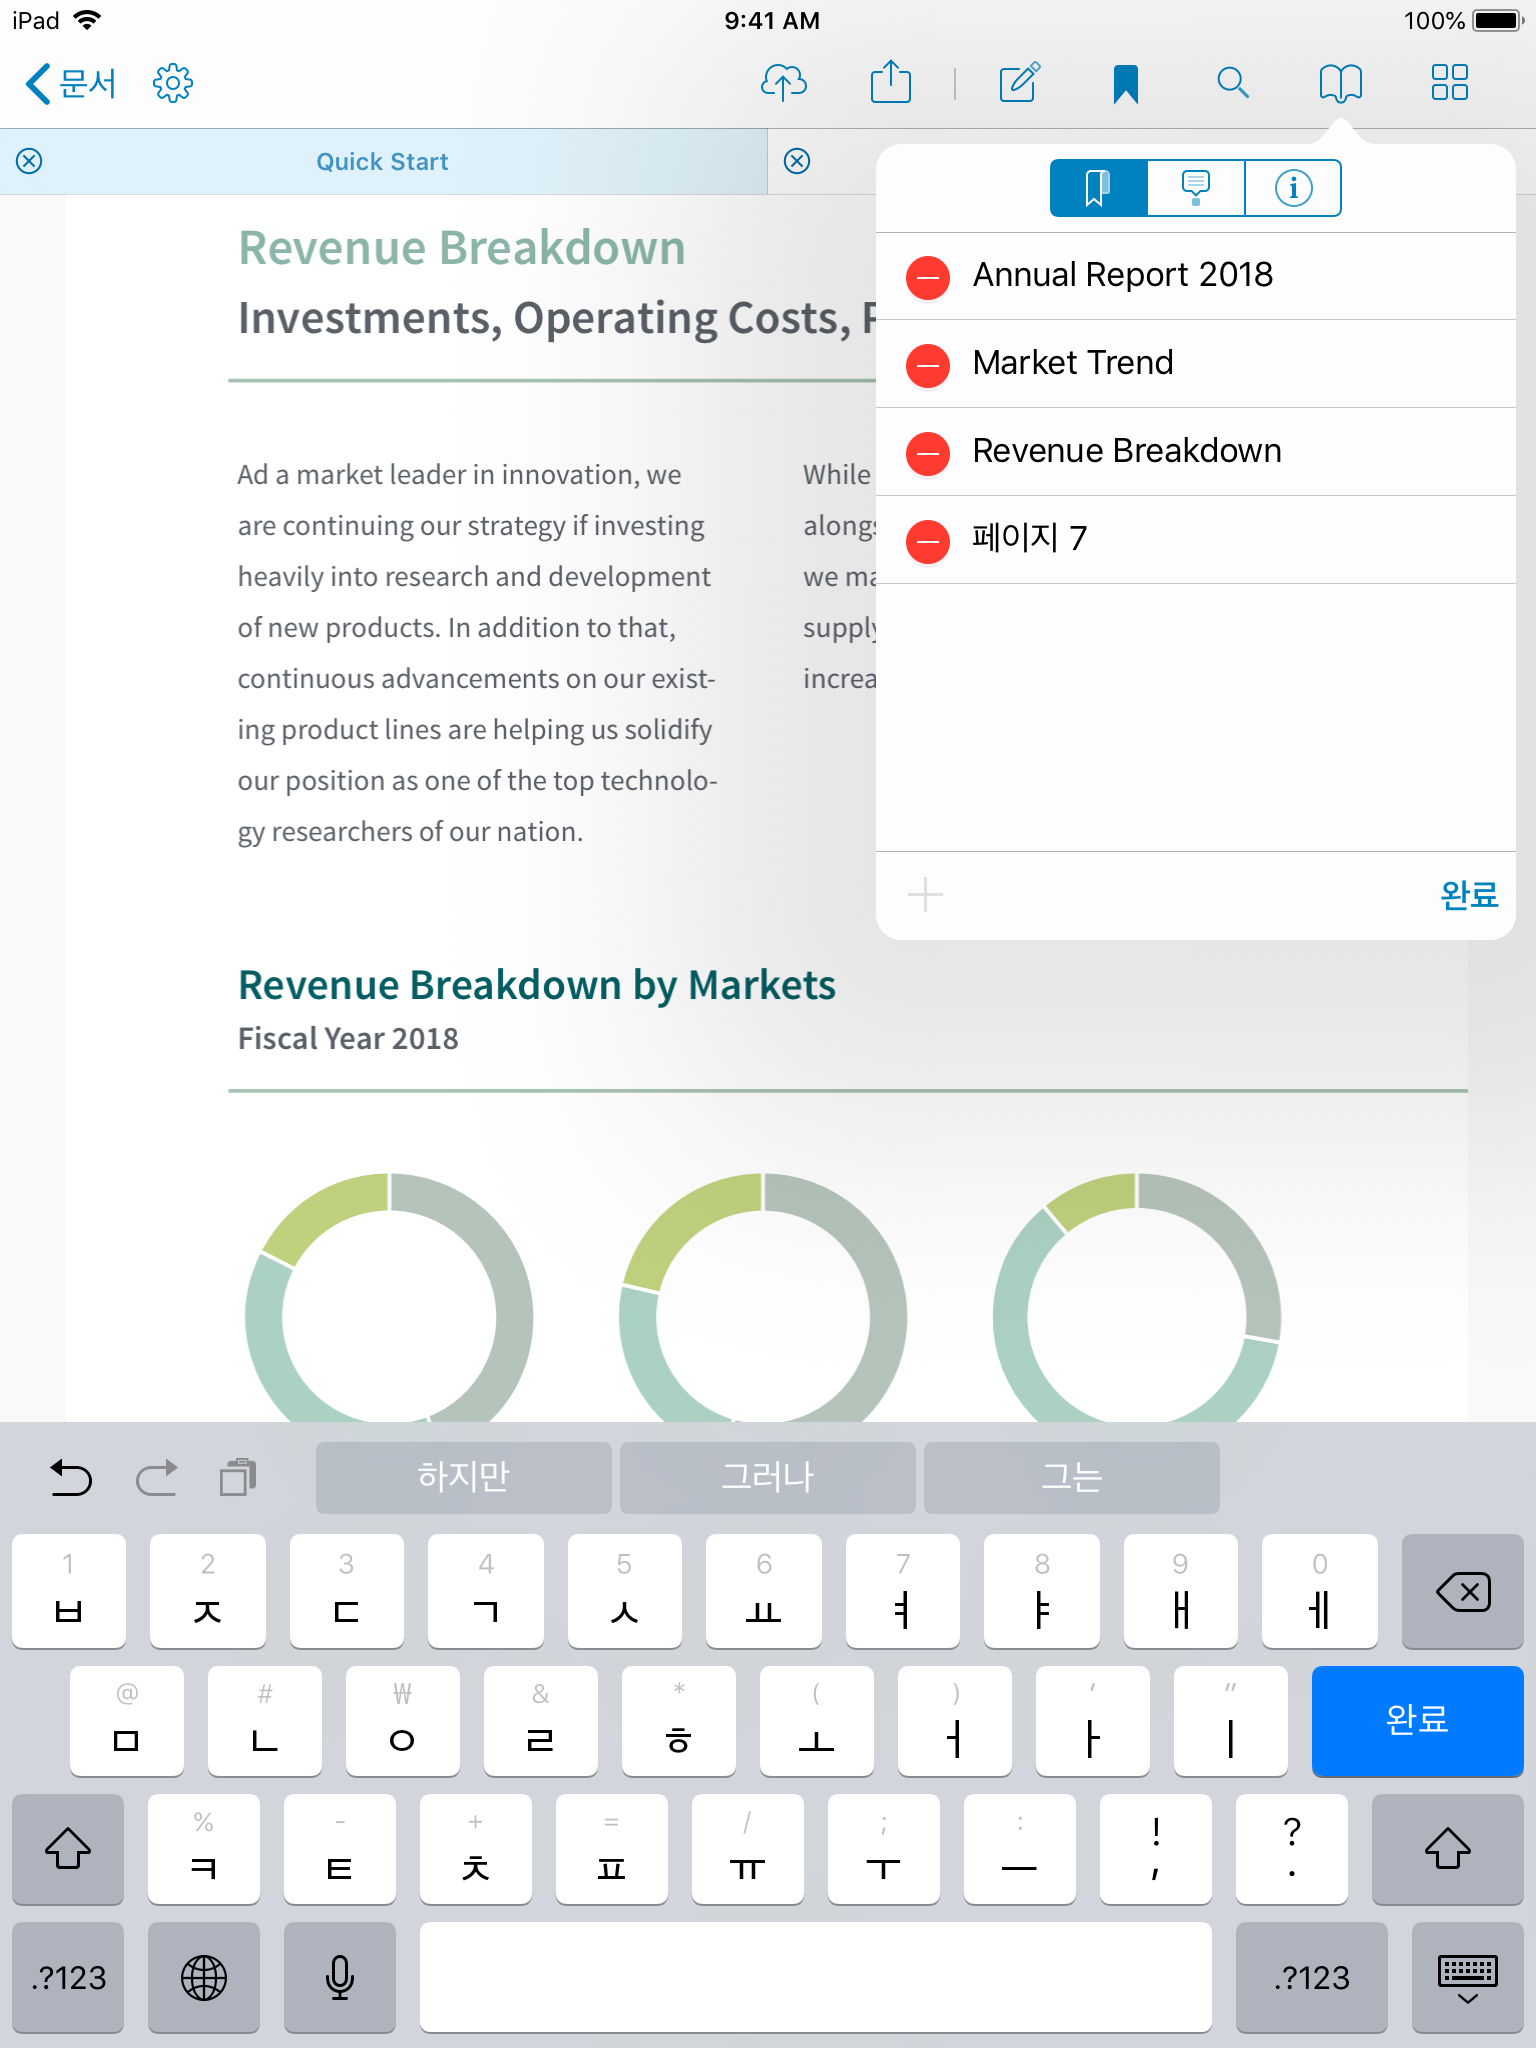 iPad
9:41 AM
100%
문서
Quick Start
Revenue Breakdown
Investments, Operating Costs,
Ad a market leader in innovation, we
are continuing our strategy if investing
heavily into research and development
of new products. In addition to that,
continuous advancements on our exist-
ing product lines are helping us solidify
our position as one of the top technolo-
gy researchers of our nation.
While
alongs
we ma
supply
increa
Annual Report 2018
Market Trend
Revenue Breakdown
페이지 7
완료
Revenue Breakdown by Markets
Fiscal Year 2018
하지만 그러나 그는
1 2 3 4 5 6 7 8 9 0
ㅂ ㅈ ㄷ ㄱ ㅅ ㅛ ㅕ ㅑ ㅐ ㅔ
@ # ₩ & * ( ) ' "
ㅁ ㄴ ㅇ ㄹ ㅎ ㅗ ㅓ ㅏ ㅣ 완료
% - + = / ; : ! ?
ㅋ ㅌ ㅊ ㅍ ㅠ ㅜ ㅡ , .
.?123 .?123